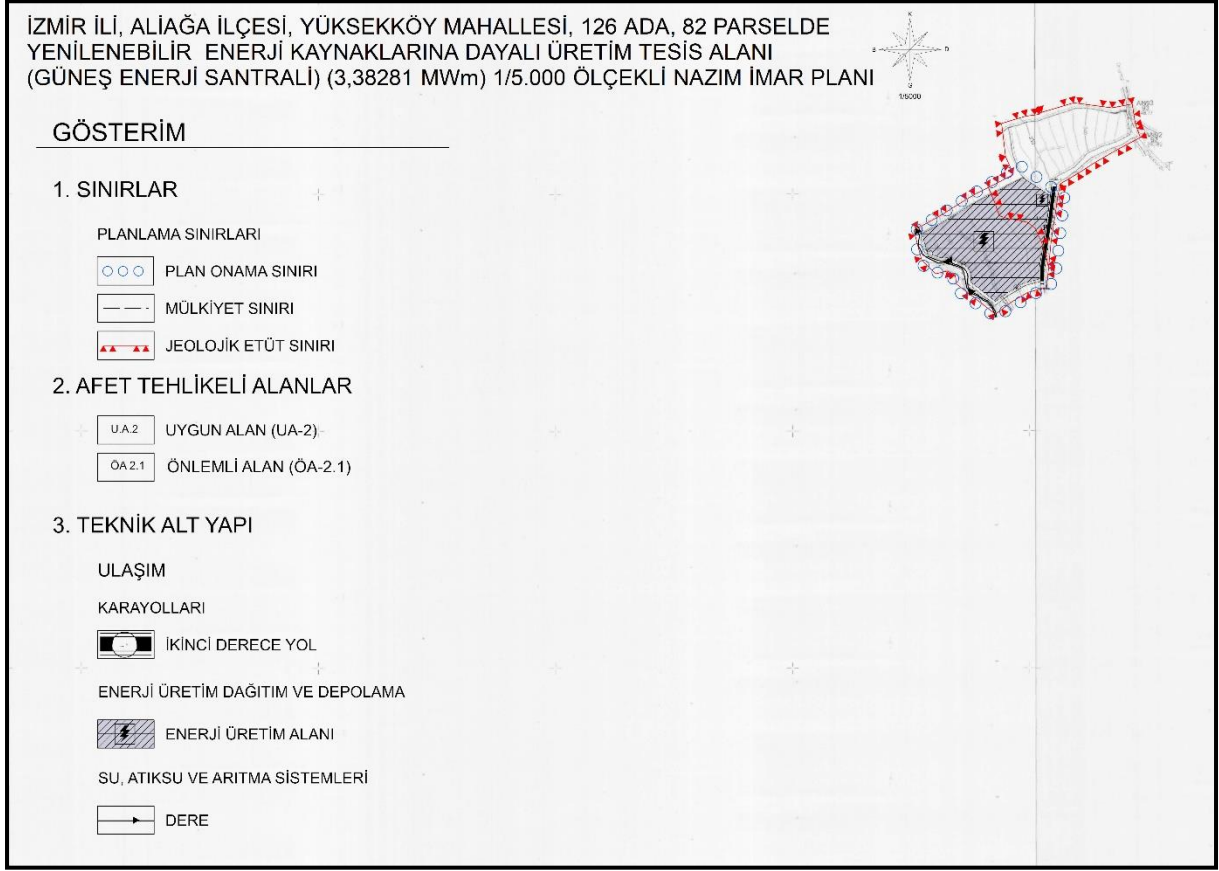 İZMİR İLİ, ALİAĞA İLÇESİ, YÜKSEKKÖY MAHALLESİ, 126 ADA, 82 PARSELDE
YENİLENEBİLİR ENERJİ KAYNAKLARINA DAYALI ÜRETİM TESİS ALANI
(GÜNEŞ ENERJİ SANTRALİ) (3,38281 MWm) 1/5.000 ÖLÇEKLİ NAZIM İMAR PLANI
K
B
D
G
1/5000
GÖSTERİM
1. SINIRLAR
PLANLAMA SINIRLARI
PLAN ONAMA SINIRI
MÜLKİYET SINIRI
JEOLOJİK ETÜT SINIRI
2. AFET TEHLİKELİ ALANLAR
U.A.2 UYGUN ALAN (UA-2)
ÖA 2.1 ÖNLEMLİ ALAN (ÖA-2.1)
3. TEKNİK ALT YAPI
ULAŞIM
KARAYOLLARI
İKİNCİ DERECE YOL
ENERJİ ÜRETİM DAĞITIM VE DEPOLAMA
ENERJİ ÜRETİM ALANI
SU, ATIKSU VE ARITMA SİSTEMLERİ
DERE